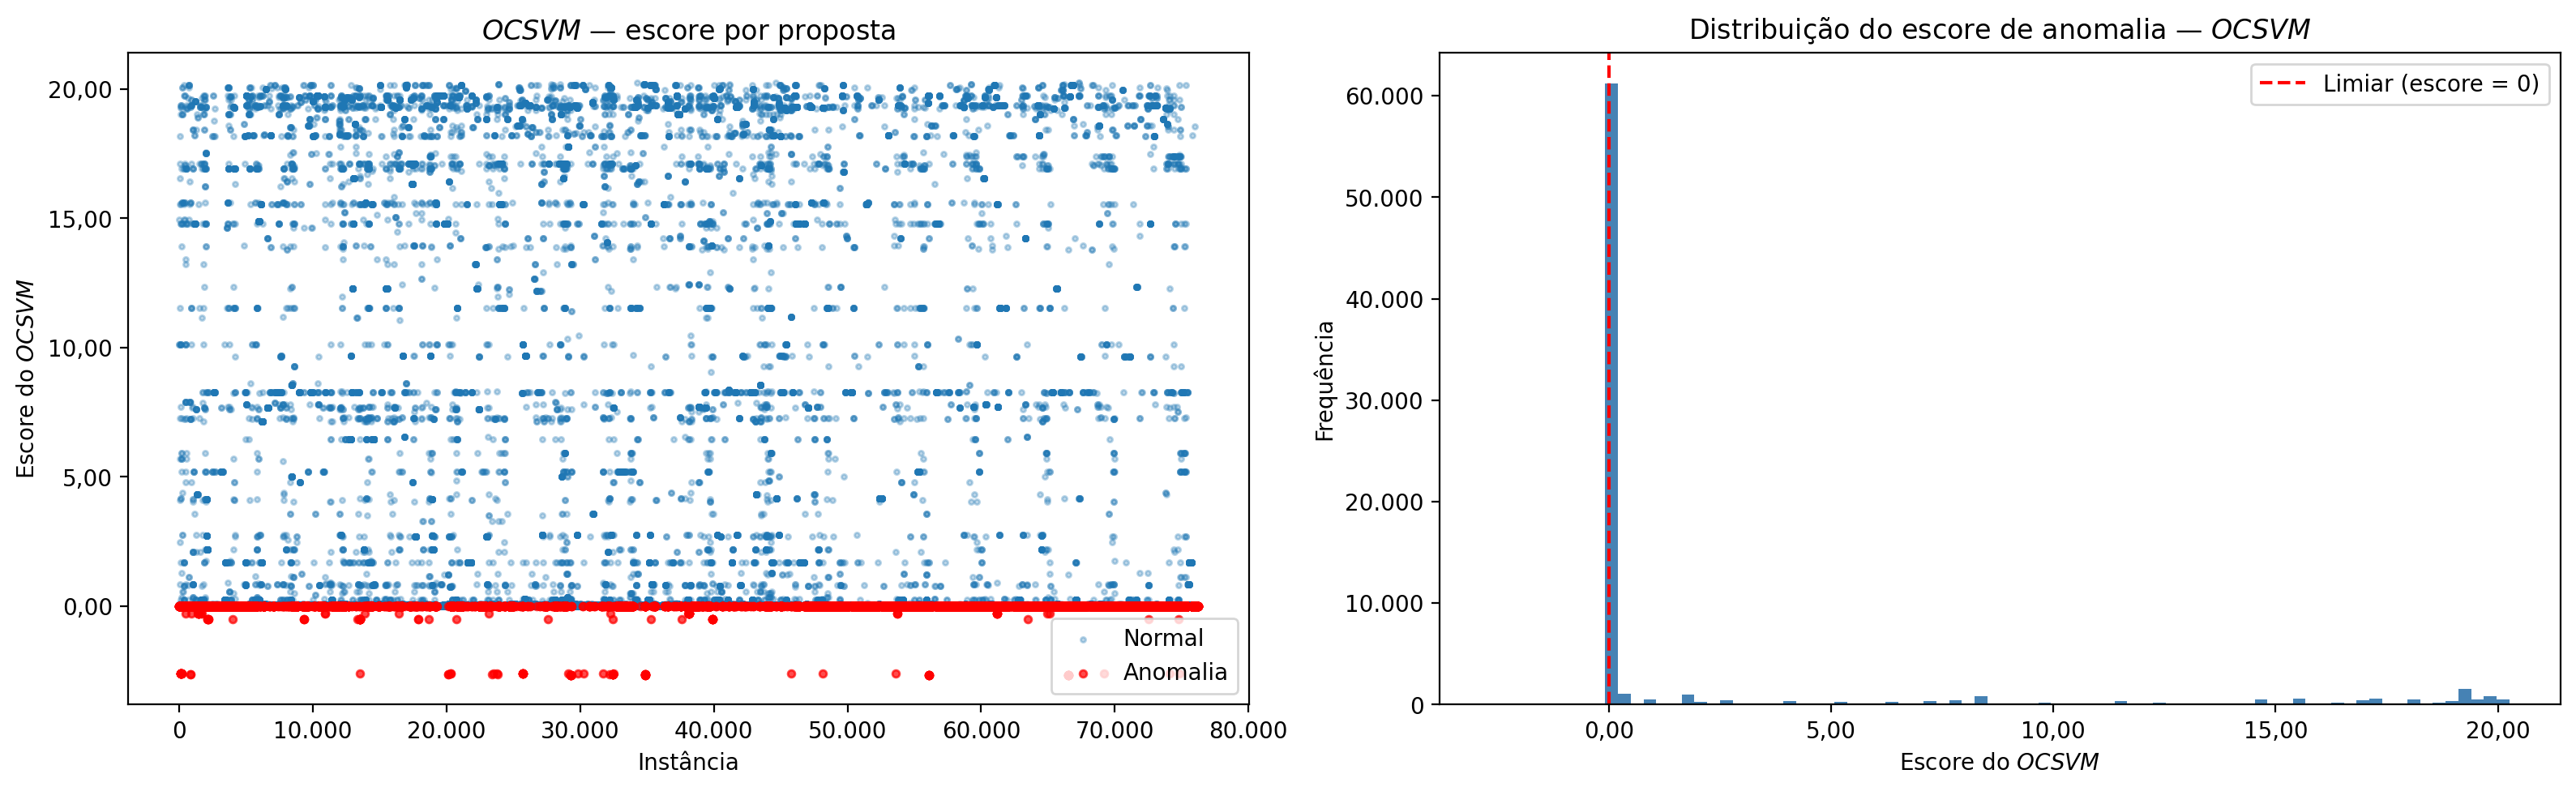 OCSVM — escore por proposta
Escore do OCSVM
20,00
15,00
10,00
5,00
0,00
Normal
Anomalia
0
10.000
20.000
30.000
40.000
50.000
60.000
70.000
80.000
Instância
Distribuição do escore de anomalia — OCSVM
Frequência
60.000
50.000
40.000
30.000
20.000
10.000
0
Limiar (escore = 0)
0,00
5,00
10,00
15,00
20,00
Escore do OCSVM